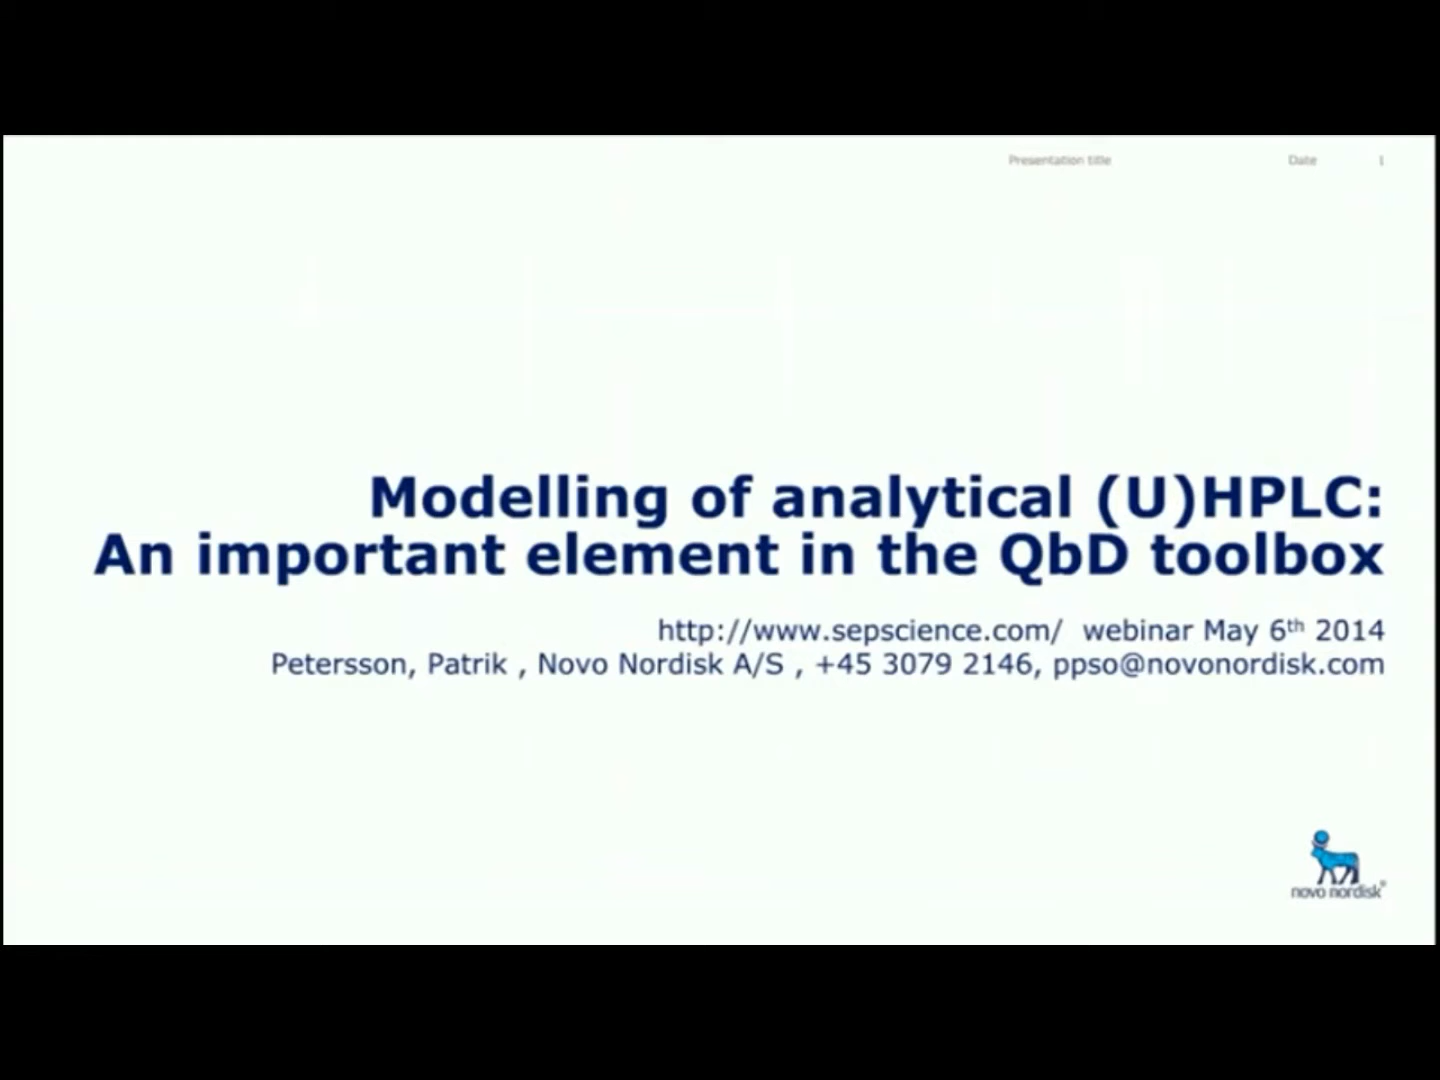 Presentation title Date 1
Modelling of analytical (U)HPLC:
An important element in the QbD toolbox
http://www.sepscience.com/ webinar May 6th 2014
Petersson, Patrik , Novo Nordisk A/S , +45 3079 2146, ppso@novonordisk.com
novo nordisk®